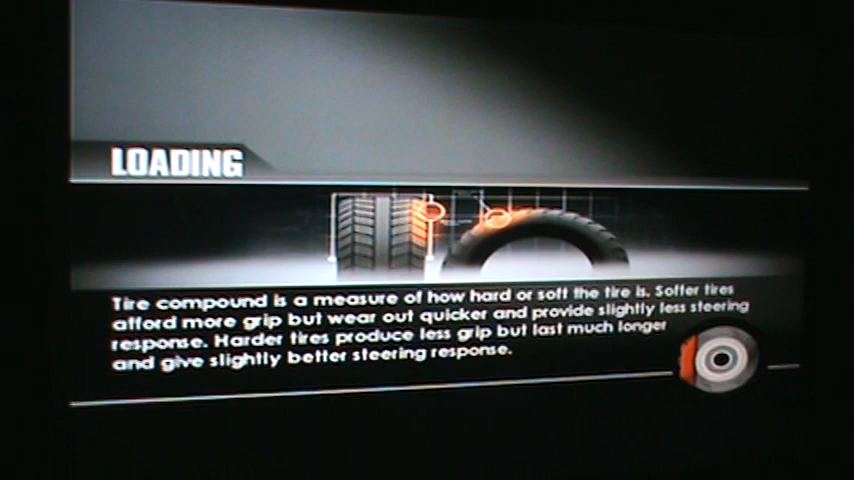 LOADING
Tire compound is a measure of how hard or soft the tire is. Softer tires
afford more grip but wear out quicker and provide slightly less steering
response. Harder tires produce less grip but last much longer
and give slightly better steering response.